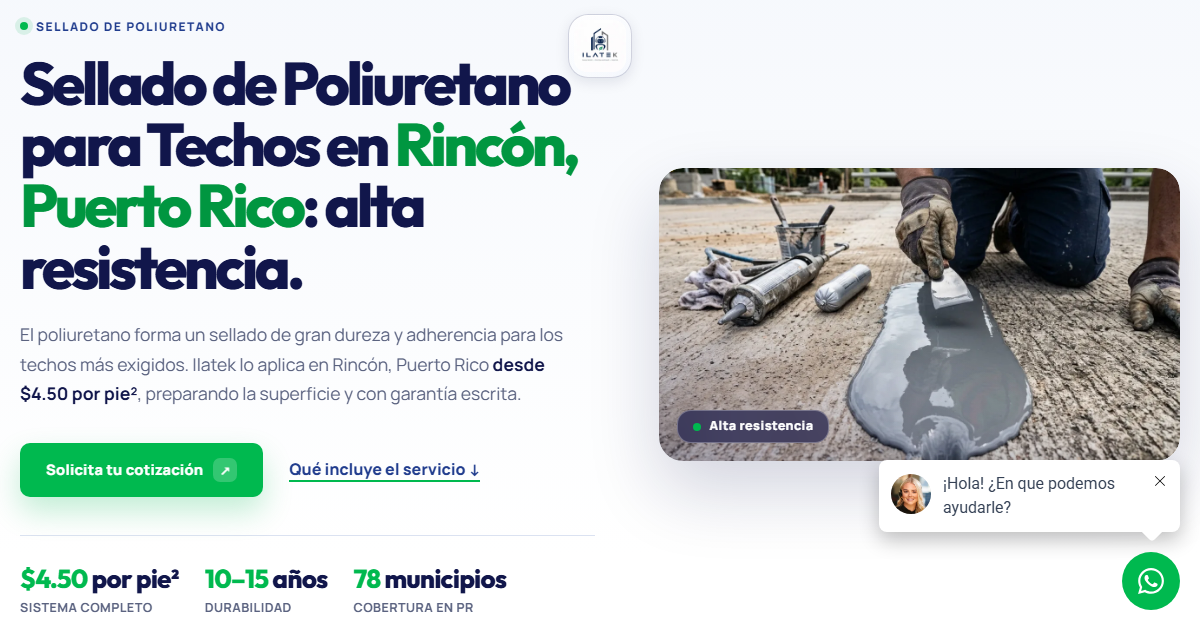 SELLADO DE POLIURETANO
ILATEK
Sellado de Poliuretano
para Techos en Rincón,
Puerto Rico: alta
resistencia.
El poliuretano forma un sellado de gran dureza y adherencia para los
techos más exigidos. Ilatek lo aplica en Rincón, Puerto Rico desde
$4.50 por pie², preparando la superficie y con garantía escrita.
Solicita tu cotización ↗
Qué incluye el servicio ↓
Alta resistencia
¡Hola! ¿En que podemos
ayudarle?
$4.50 por pie²
SISTEMA COMPLETO
10–15 años
DURABILIDAD
78 municipios
COBERTURA EN PR